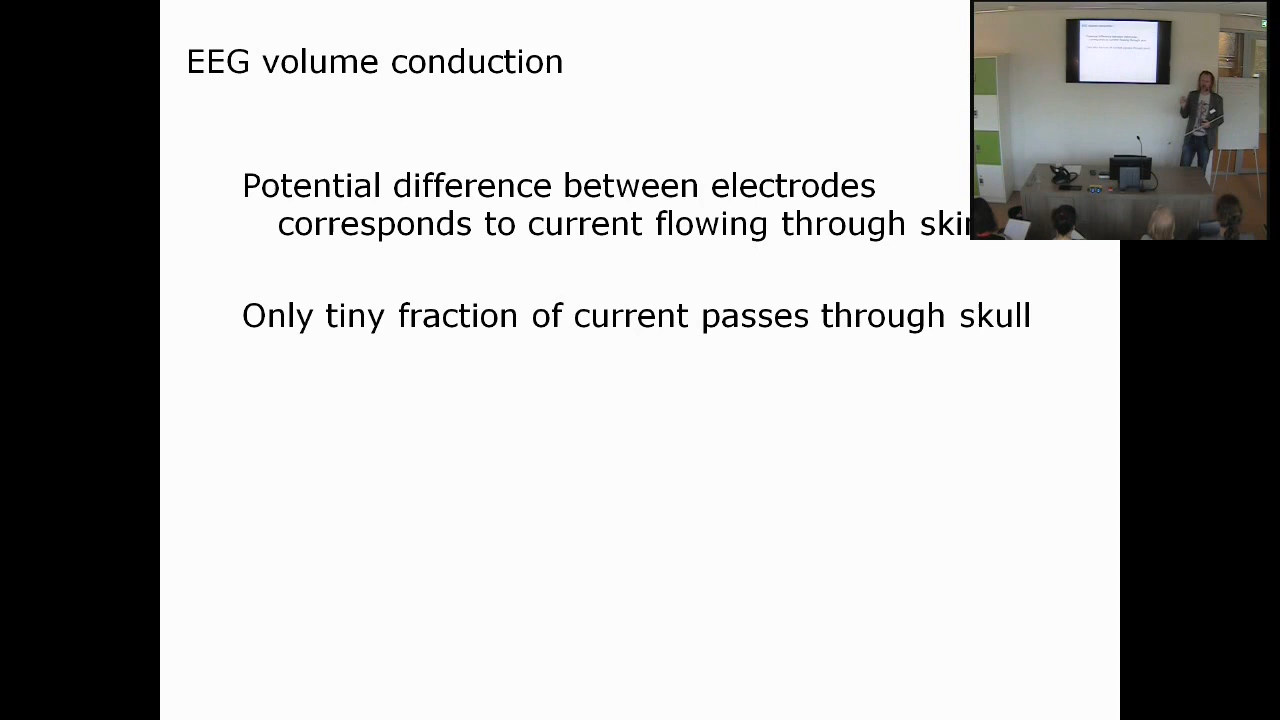 EEG volume conduction
Potential difference between electrodes
corresponds to current flowing through
Only tiny fraction of current passes through skull